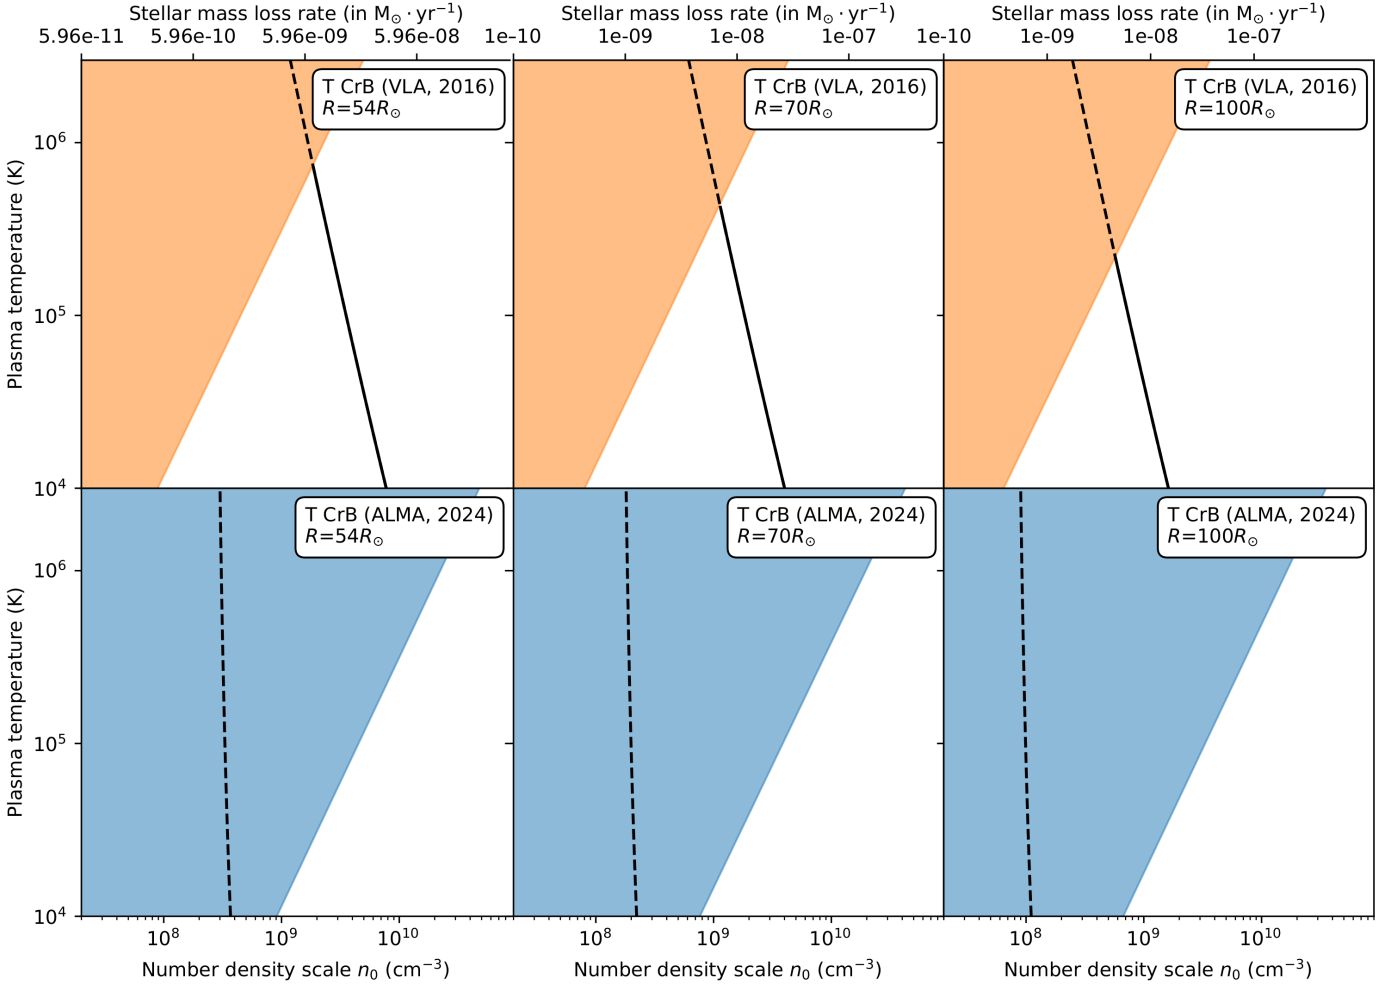 Stellar mass loss rate (in M⊙ · yr⁻¹)
Stellar mass loss rate (in M⊙ · yr⁻¹)
Stellar mass loss rate (in M⊙ · yr⁻¹)
5.96e-11 5.96e-10 5.96e-09 5.96e-08
1e-10 1e-09 1e-08 1e-07
1e-10 1e-09 1e-08 1e-07
T CrB (VLA, 2016)
R=54R⊙
T CrB (VLA, 2016)
R=70R⊙
T CrB (VLA, 2016)
R=100R⊙
Plasma temperature (K)
10⁶
10⁵
10⁴
T CrB (ALMA, 2024)
R=54R⊙
T CrB (ALMA, 2024)
R=70R⊙
T CrB (ALMA, 2024)
R=100R⊙
Plasma temperature (K)
10⁶
10⁵
10⁴
10⁸ 10⁹ 10¹⁰
10⁸ 10⁹ 10¹⁰
10⁸ 10⁹ 10¹⁰
Number density scale n₀ (cm⁻³)
Number density scale n₀ (cm⁻³)
Number density scale n₀ (cm⁻³)